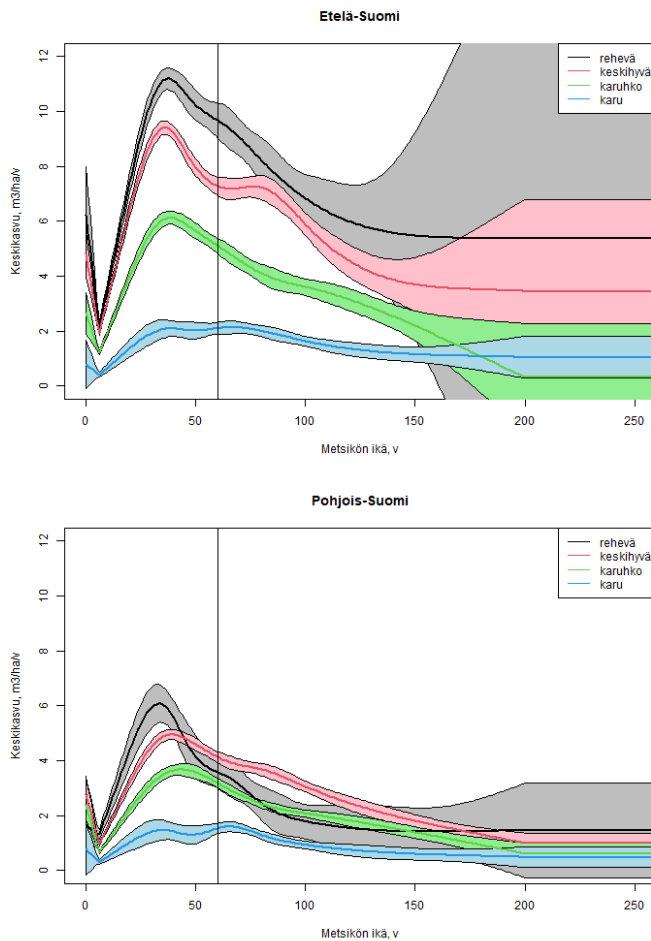 Etelä-Suomi
Keskikasvu, m3/ha/v
12
10
8
6
4
2
0
rehevä
keskihyvä
karuhko
karu
0 50 100 150 200 250
Metsikön ikä, v
Pohjois-Suomi
Keskikasvu, m3/ha/v
12
10
8
6
4
2
0
rehevä
keskihyvä
karuhko
karu
0 50 100 150 200 250
Metsikön ikä, v